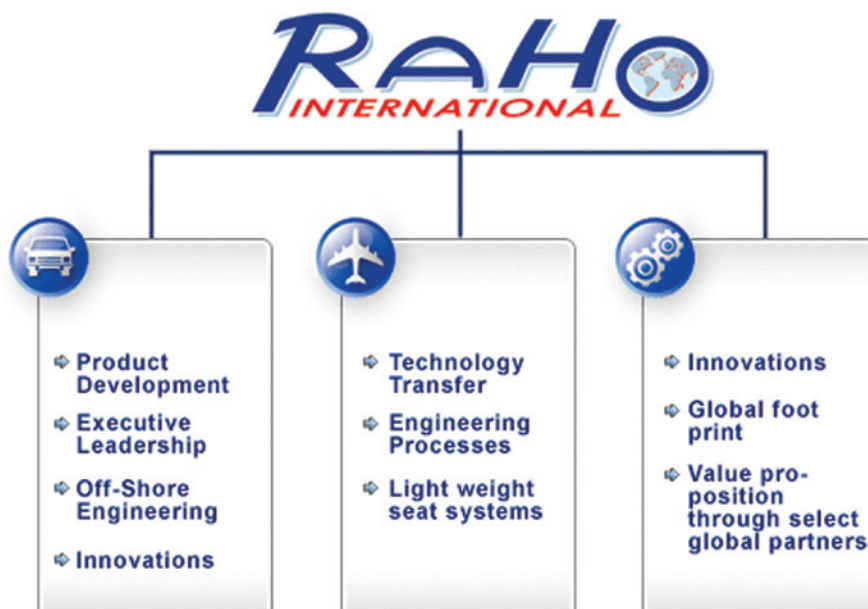 RAHO
INTERNATIONAL
Product
Development
Executive
Leadership
Off-Shore
Engineering
Innovations
Technology
Transfer
Engineering
Processes
Light weight
seat systems
Innovations
Global foot
print
Value pro-
position
through select
global partners